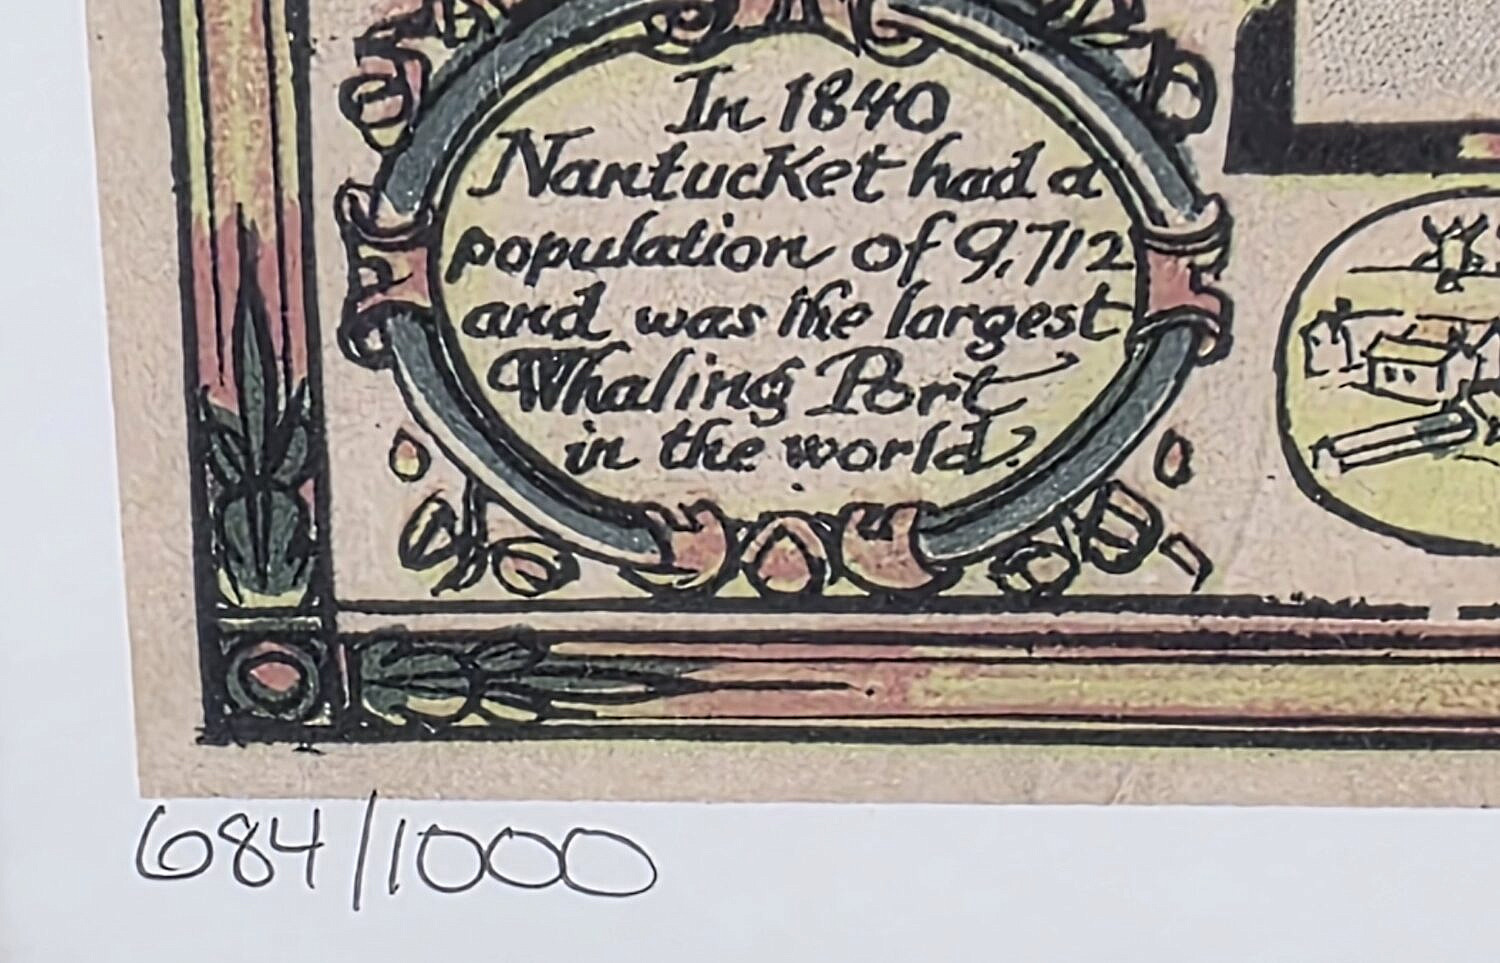 In 1840
Nantucket had a
population of 9,712
and was the largest
Whaling Port
in the world.
684/1000